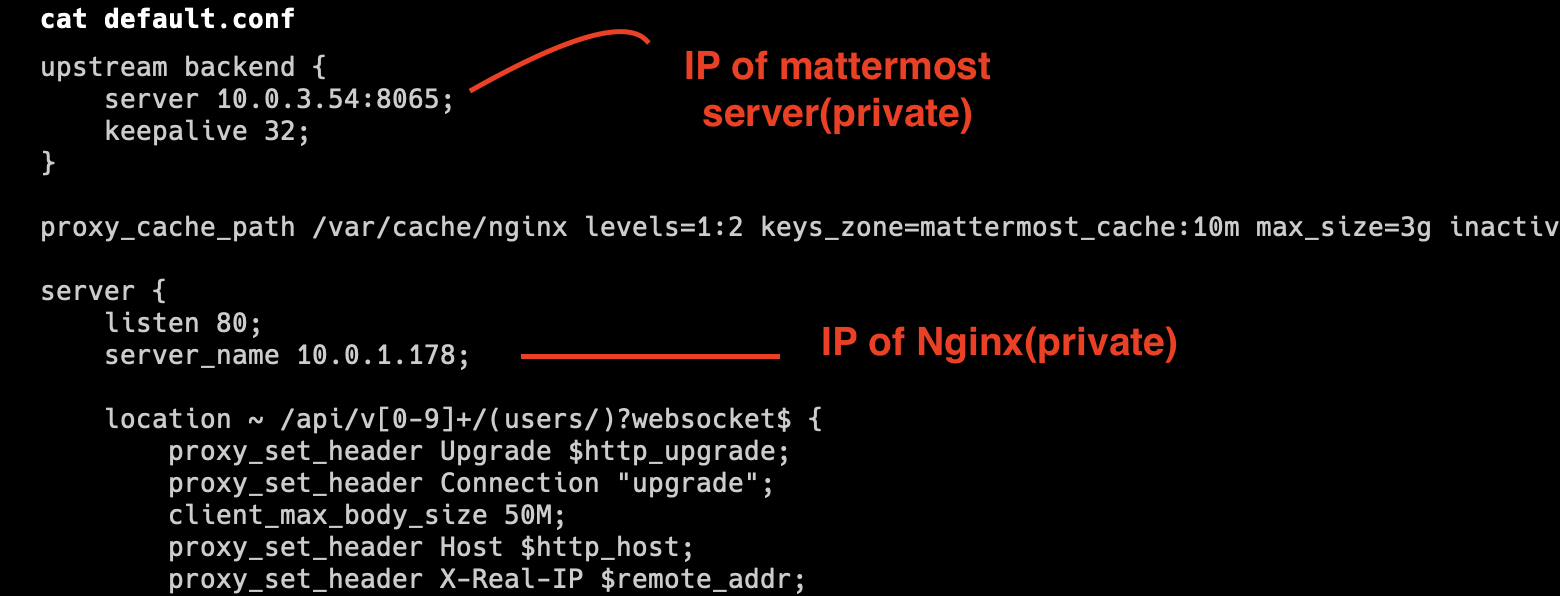 cat default.conf
upstream backend {
    server 10.0.3.54:8065;
    keepalive 32;
}
IP of mattermost
server(private)
proxy_cache_path /var/cache/nginx levels=1:2 keys_zone=mattermost_cache:10m max_size=3g inactiv
server {
    listen 80;
    server_name 10.0.1.178;
IP of Nginx(private)
    location ~ /api/v[0-9]+/(users/)?websocket$ {
        proxy_set_header Upgrade $http_upgrade;
        proxy_set_header Connection "upgrade";
        client_max_body_size 50M;
        proxy_set_header Host $http_host;
        proxy_set_header X-Real-IP $remote_addr;